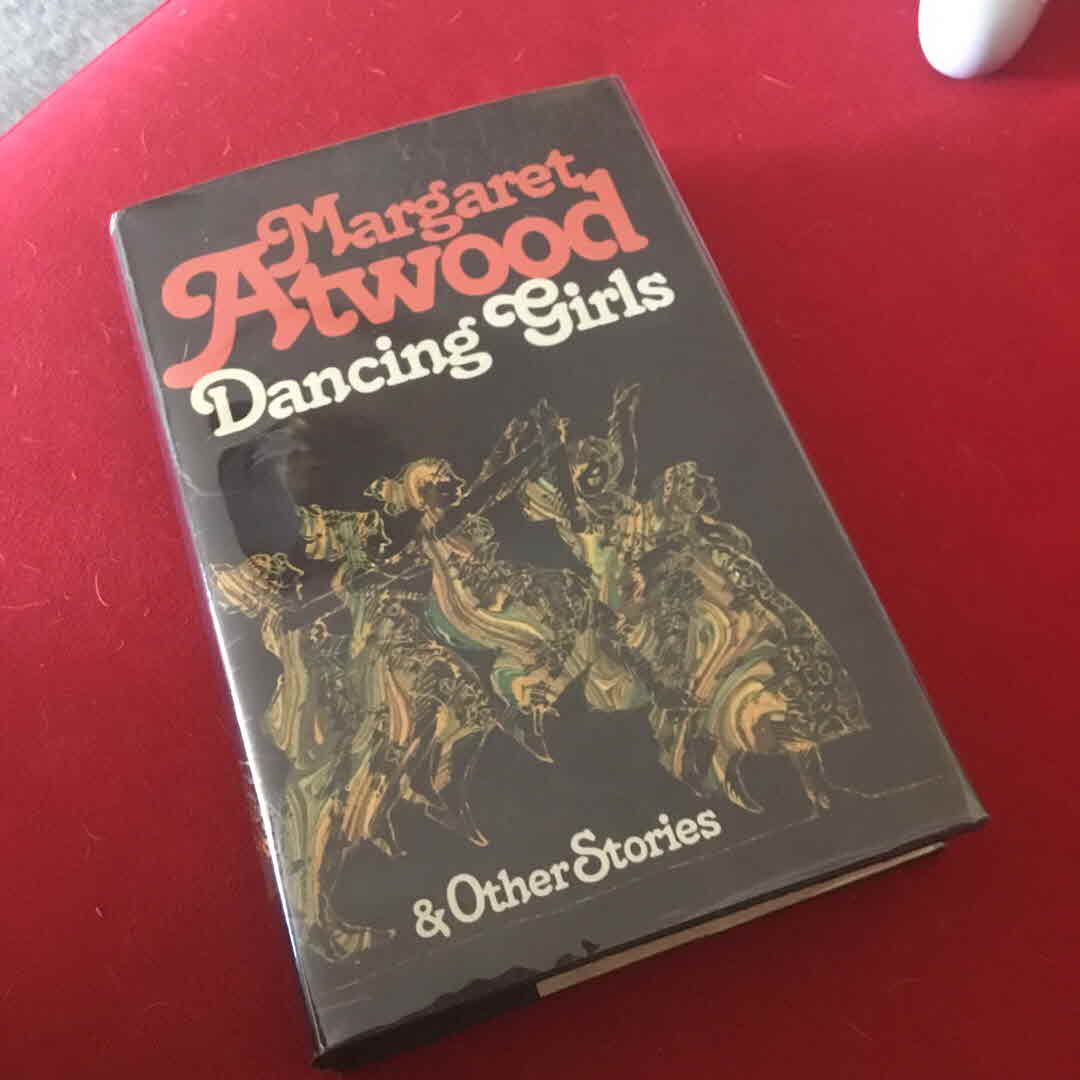 Margaret
Atwood
Dancing Girls
& Other Stories